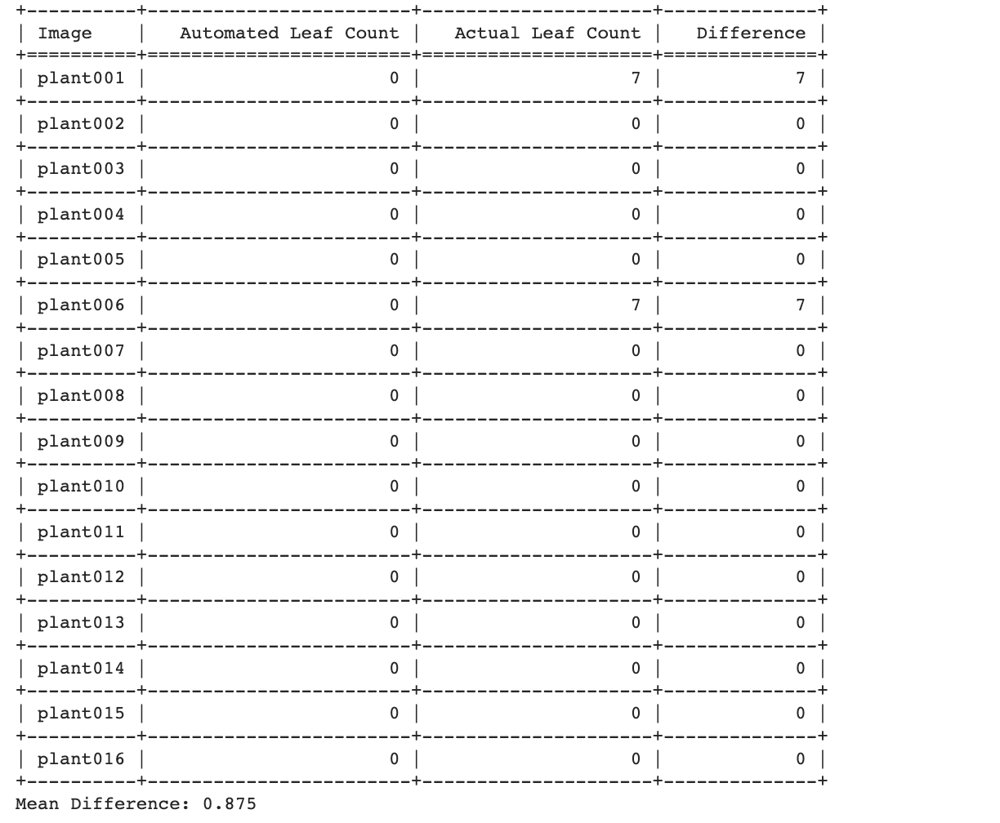 +----------+------------------------+---------------------+--------------+
| Image    |   Automated Leaf Count |   Actual Leaf Count |   Difference |
+==========+========================+=====================+==============+
| plant001 |                      0 |                   7 |            7 |
+----------+------------------------+---------------------+--------------+
| plant002 |                      0 |                   0 |            0 |
+----------+------------------------+---------------------+--------------+
| plant003 |                      0 |                   0 |            0 |
+----------+------------------------+---------------------+--------------+
| plant004 |                      0 |                   0 |            0 |
+----------+------------------------+---------------------+--------------+
| plant005 |                      0 |                   0 |            0 |
+----------+------------------------+---------------------+--------------+
| plant006 |                      0 |                   7 |            7 |
+----------+------------------------+---------------------+--------------+
| plant007 |                      0 |                   0 |            0 |
+----------+------------------------+---------------------+--------------+
| plant008 |                      0 |                   0 |            0 |
+----------+------------------------+---------------------+--------------+
| plant009 |                      0 |                   0 |            0 |
+----------+------------------------+---------------------+--------------+
| plant010 |                      0 |                   0 |            0 |
+----------+------------------------+---------------------+--------------+
| plant011 |                      0 |                   0 |            0 |
+----------+------------------------+---------------------+--------------+
| plant012 |                      0 |                   0 |            0 |
+----------+------------------------+---------------------+--------------+
| plant013 |                      0 |                   0 |            0 |
+----------+------------------------+---------------------+--------------+
| plant014 |                      0 |                   0 |            0 |
+----------+------------------------+---------------------+--------------+
| plant015 |                      0 |                   0 |            0 |
+----------+------------------------+---------------------+--------------+
| plant016 |                      0 |                   0 |            0 |
+----------+------------------------+---------------------+--------------+
Mean Difference: 0.875